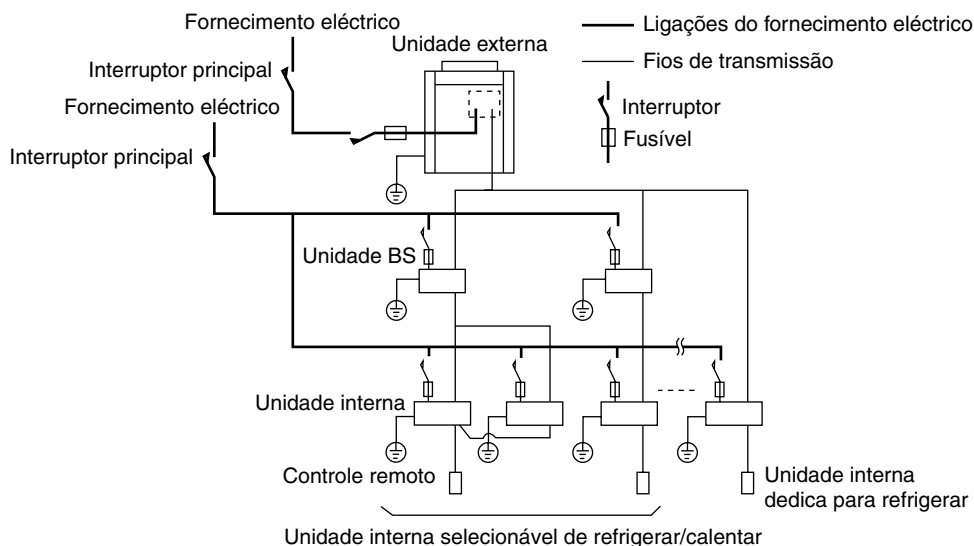 Fornecimento eléctrico
Interruptor principal
Fornecimento eléctrico
Interruptor principal
Unidade externa
Ligações do fornecimento eléctrico
Fios de transmissão
Interruptor
Fusível
Unidade BS
Unidade interna
Controle remoto
Unidade interna
dedica para refrigerar
Unidade interna selecionável de refrigerar/calentar